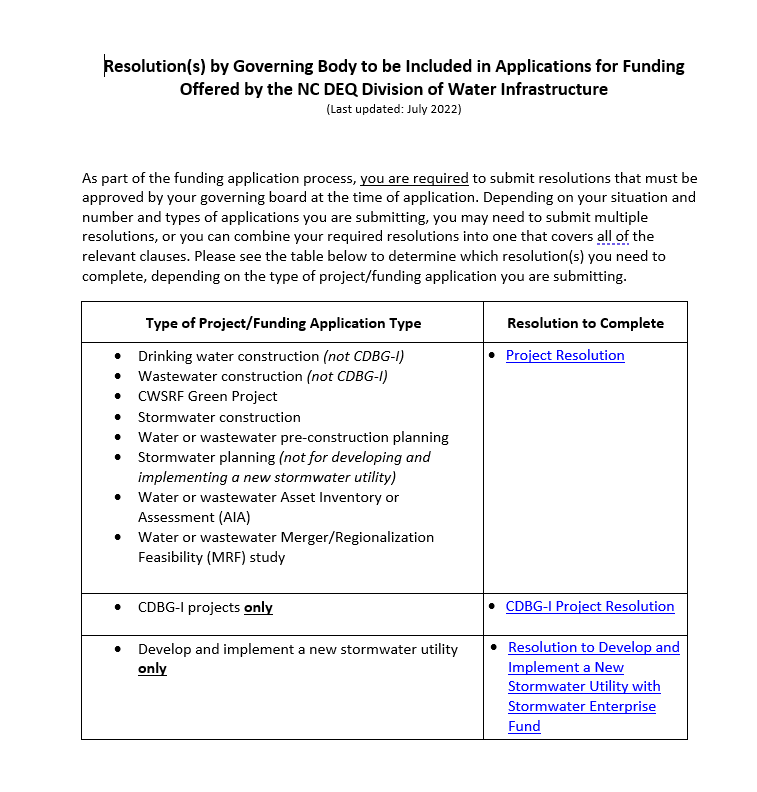 Resolution(s) by Governing Body to be Included in Applications for Funding
Offered by the NC DEQ Division of Water Infrastructure
(Last updated: July 2022)
As part of the funding application process, you are required to submit resolutions that must be
approved by your governing board at the time of application. Depending on your situation and
number and types of applications you are submitting, you may need to submit multiple
resolutions, or you can combine your required resolutions into one that covers all of the
relevant clauses. Please see the table below to determine which resolution(s) you need to
complete, depending on the type of project/funding application you are submitting.
Type of Project/Funding Application Type
Resolution to Complete
• Drinking water construction (not CDBG-I)
• Wastewater construction (not CDBG-I)
• CWSRF Green Project
• Stormwater construction
• Water or wastewater pre-construction planning
• Stormwater planning (not for developing and
implementing a new stormwater utility)
• Water or wastewater Asset Inventory or
Assessment (AIA)
• Water or wastewater Merger/Regionalization
Feasibility (MRF) study
• Project Resolution
• CDBG-I projects only
• CDBG-I Project Resolution
• Develop and implement a new stormwater utility
only
• Resolution to Develop and
Implement a New
Stormwater Utility with
Stormwater Enterprise
Fund